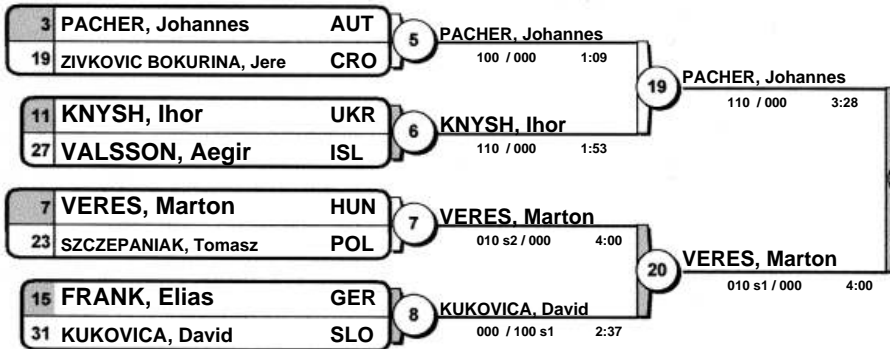 3 PACHER, Johannes AUT
19 ZIVKOVIC BOKURINA, Jere CRO
5
PACHER, Johannes
100 / 000 1:09
11 KNYSH, Ihor UKR
27 VALSSON, Aegir ISL
6
KNYSH, Ihor
110 / 000 1:53
19
PACHER, Johannes
110 / 000 3:28
7 VERES, Marton HUN
23 SZCZEPANIAK, Tomasz POL
7
VERES, Marton
010 s2 / 000 4:00
15 FRANK, Elias GER
31 KUKOVICA, David SLO
8
KUKOVICA, David
000 / 100 s1 2:37
20
VERES, Marton
010 s1 / 000 4:00